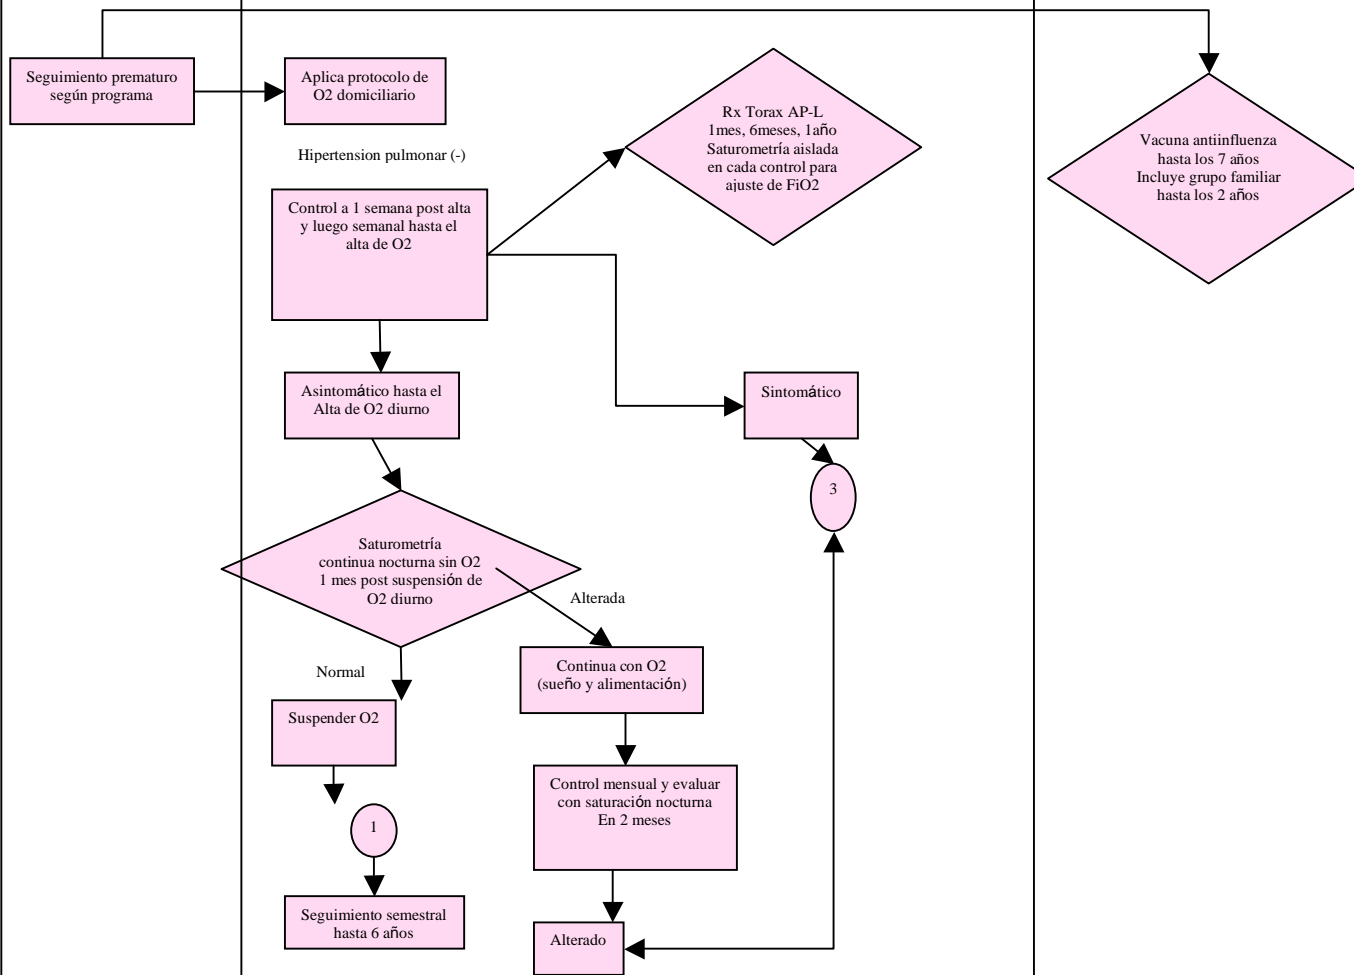 Seguimiento prematuro
según programa
Aplica protocolo de
O2 domiciliario
Hipertension pulmonar (-)
Rx Torax AP-L
1mes, 6meses, 1año
Saturometría aislada
en cada control para
ajuste de FiO2
Vacuna antiinfluenza
hasta los 7 años
Incluye grupo familiar
hasta los 2 años
Control a 1 semana post alta
y luego semanal hasta el
alta de O2
Asintomático hasta el
Alta de O2 diurno
Sintomático
3
Saturometría
continua nocturna sin O2
1 mes post suspensión de
O2 diurno
Alterada
Normal
Continua con O2
(sueño y alimentación)
Suspender O2
Control mensual y evaluar
con saturación nocturna
En 2 meses
1
Seguimiento semestral
hasta 6 años
Alterado